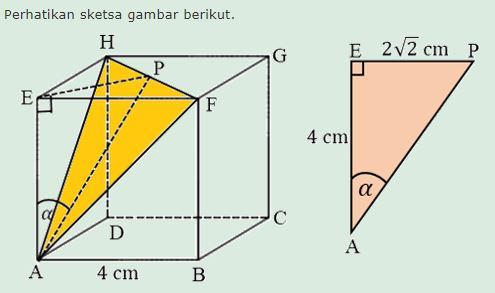 Perhatikan sketsa gambar berikut.
H
G
P
E
F
α
D
C
A
4 cm
B
E
2√2 cm
P
4 cm
α
A